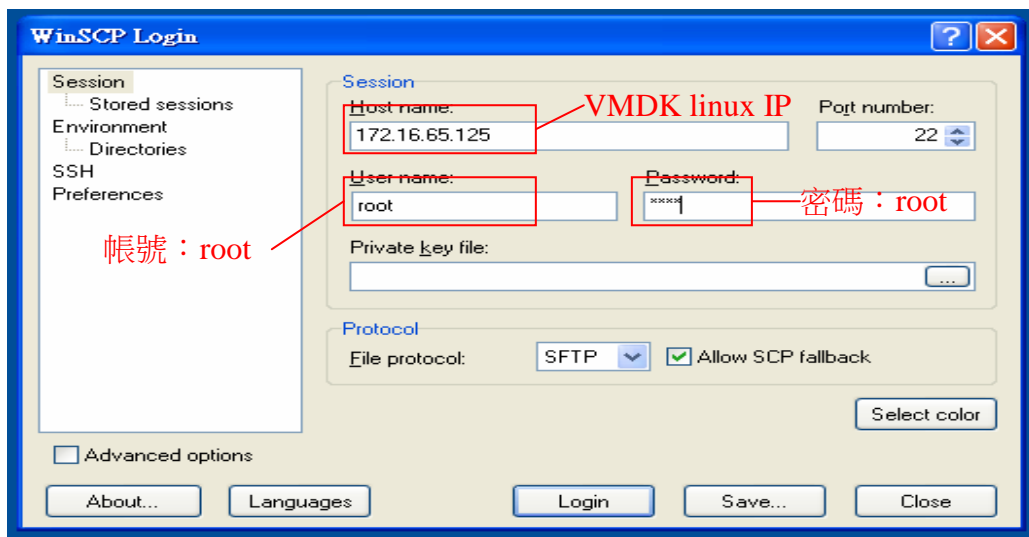 WinSCP Login
Session
Stored sessions
Environment
Directories
SSH
Preferences
Session
Host name:
VMDK linux IP
Port number:
172.16.65.125
22
User name:
Password:
root
****
密碼：root
帳號：root
Private key file:
...
Protocol
File protocol:
SFTP
Allow SCP fallback
Select color
Advanced options
About...
Languages
Login
Save...
Close